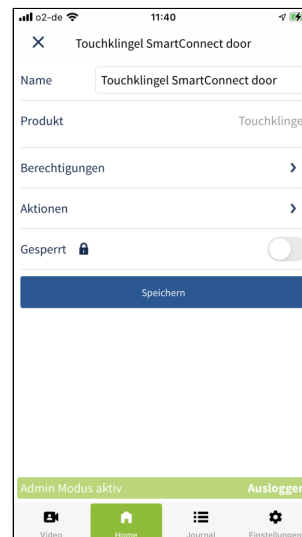 o2-de 11:40
Touchklingel SmartConnect door
Name Touchklingel SmartConnect door
Produkt Touchklinge
Berechtigungen
Aktionen
Gesperrt
Speichern
Admin Modus aktiv Auslogger
Video Home Journal Einstellungen